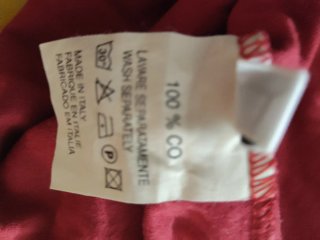 100 % CO.
LAVARE SEPARATAMENTE
WASH SEPARATELY
30°
P
MADE IN ITALY
FABRIQUE EN ITALIE
FABRICADO EM ITALIA